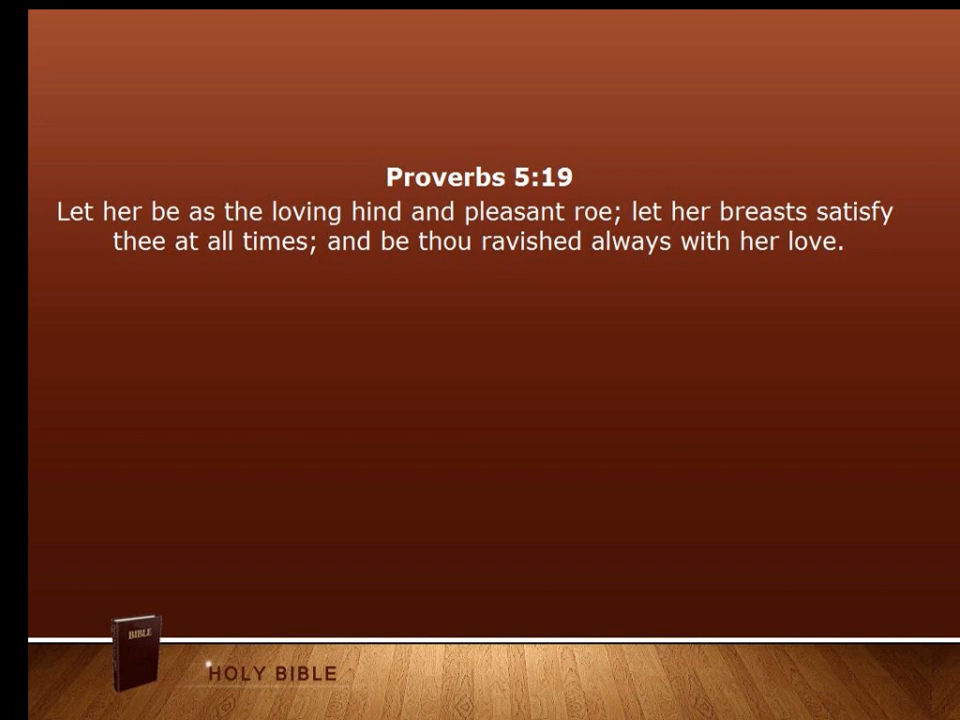 Proverbs 5:19
Let her be as the loving hind and pleasant roe; let her breasts satisfy
thee at all times; and be thou ravished always with her love.
BIBLE
HOLY BIBLE